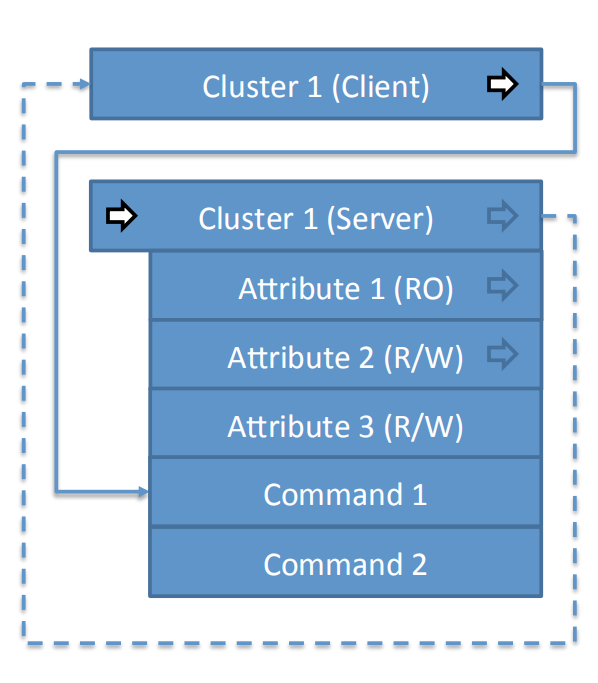 Cluster 1 (Client)
Cluster 1 (Server)
Attribute 1 (RO)
Attribute 2 (R/W)
Attribute 3 (R/W)
Command 1
Command 2